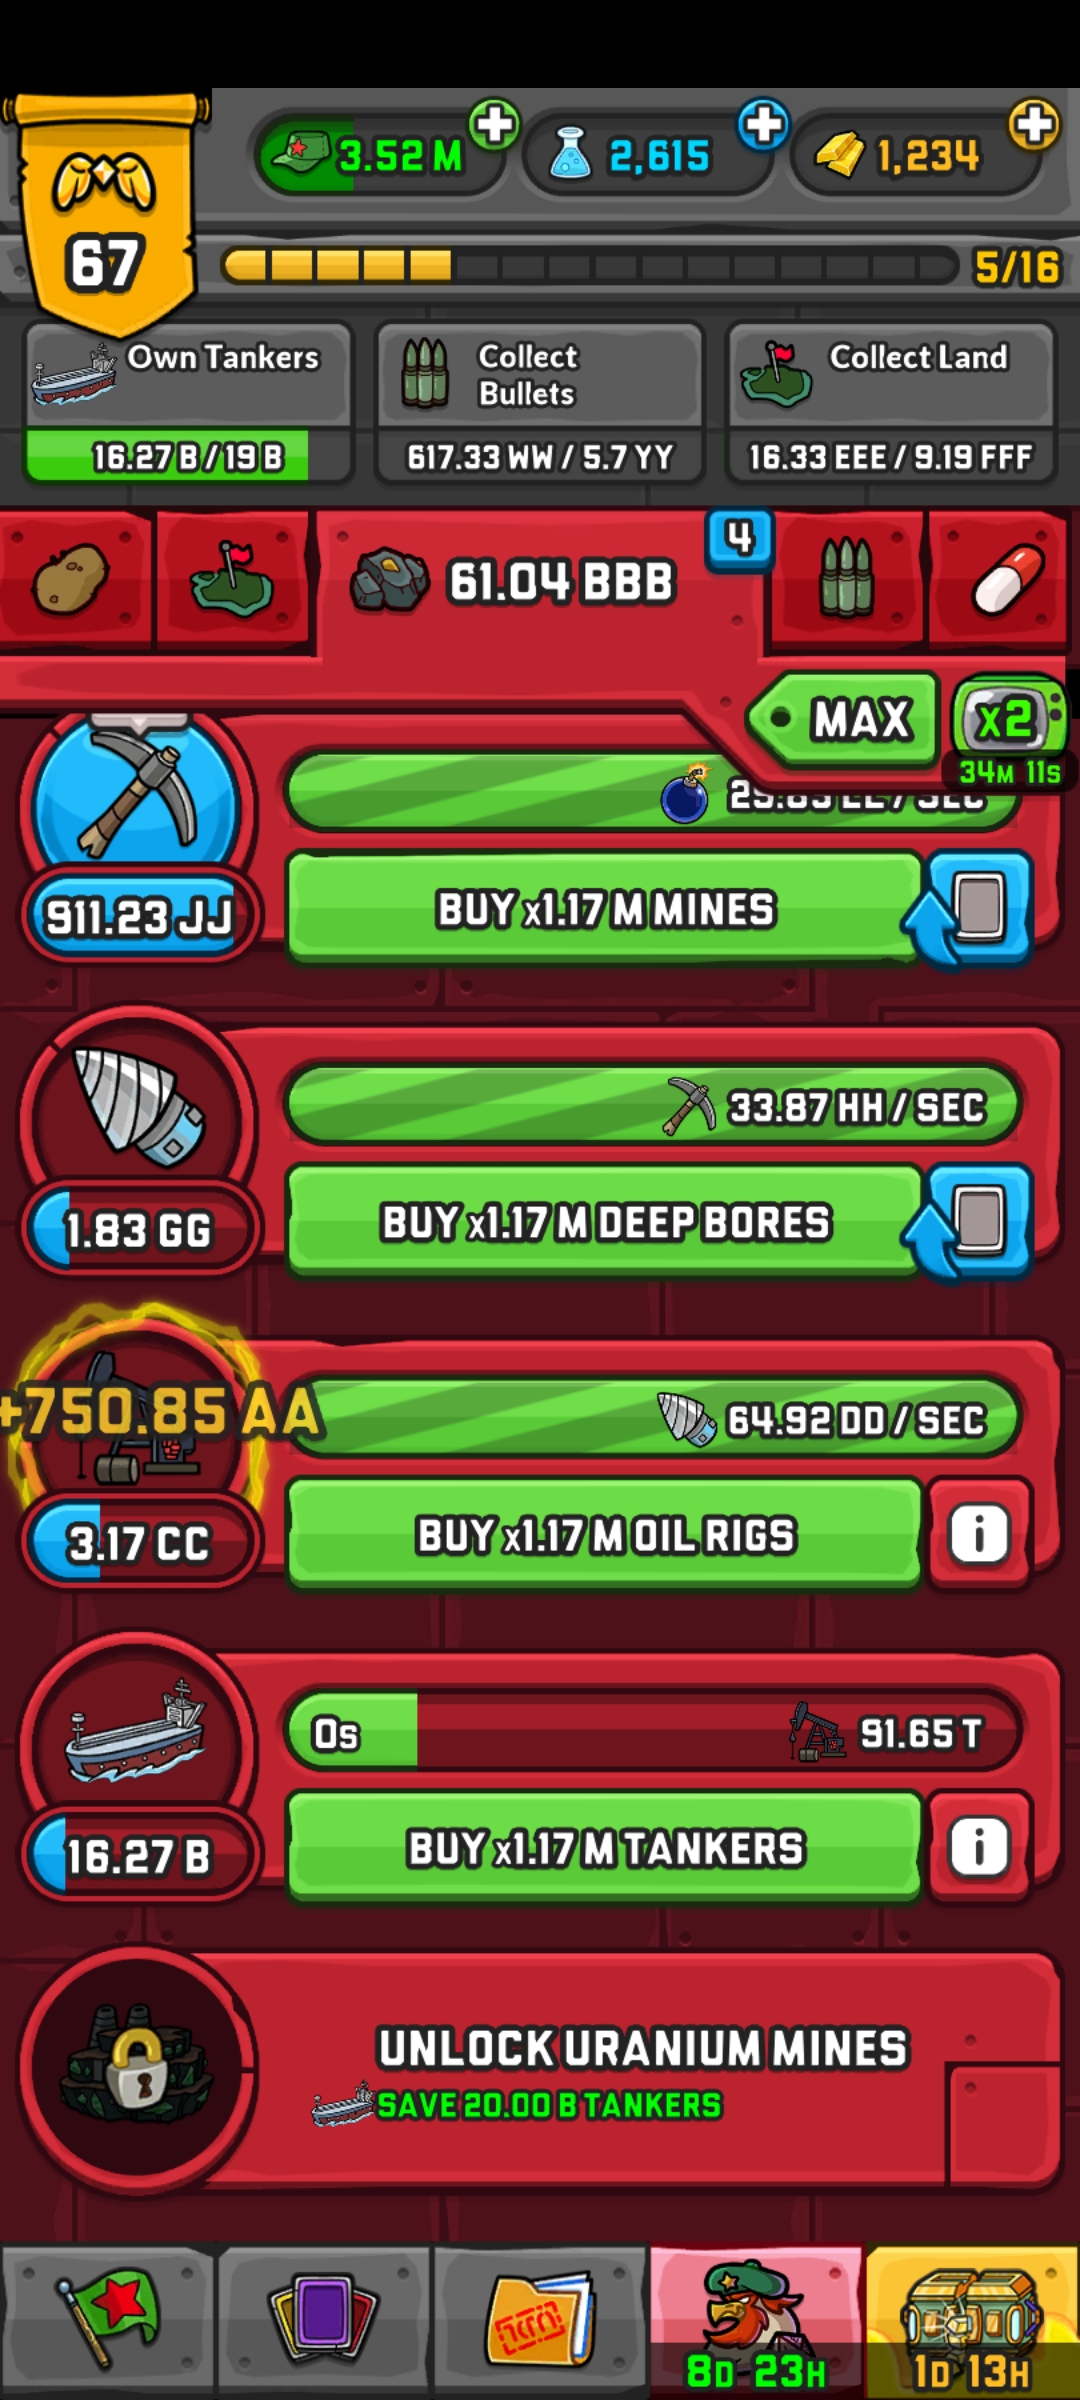 3.52 M
2,615
1,234
67
5/16
Own Tankers
16.27 B / 19 B
Collect
Bullets
617.33 WW / 5.7 YY
Collect Land
16.33 EEE / 9.19 FFF
61.04 BBB
4
MAX
x2
34M 11S
911.23 JJ
BUY x1.17 M MINES
33.87 HH / SEC
1.83 GG
BUY x1.17 M DEEP BORES
+750.85 AA
64.92 DD / SEC
3.17 CC
BUY x1.17 M OIL RIGS
i
0s
91.65 T
16.27 B
BUY x1.17 M TANKERS
i
UNLOCK URANIUM MINES
SAVE 20.00 B TANKERS
8D 23H
1D 13H